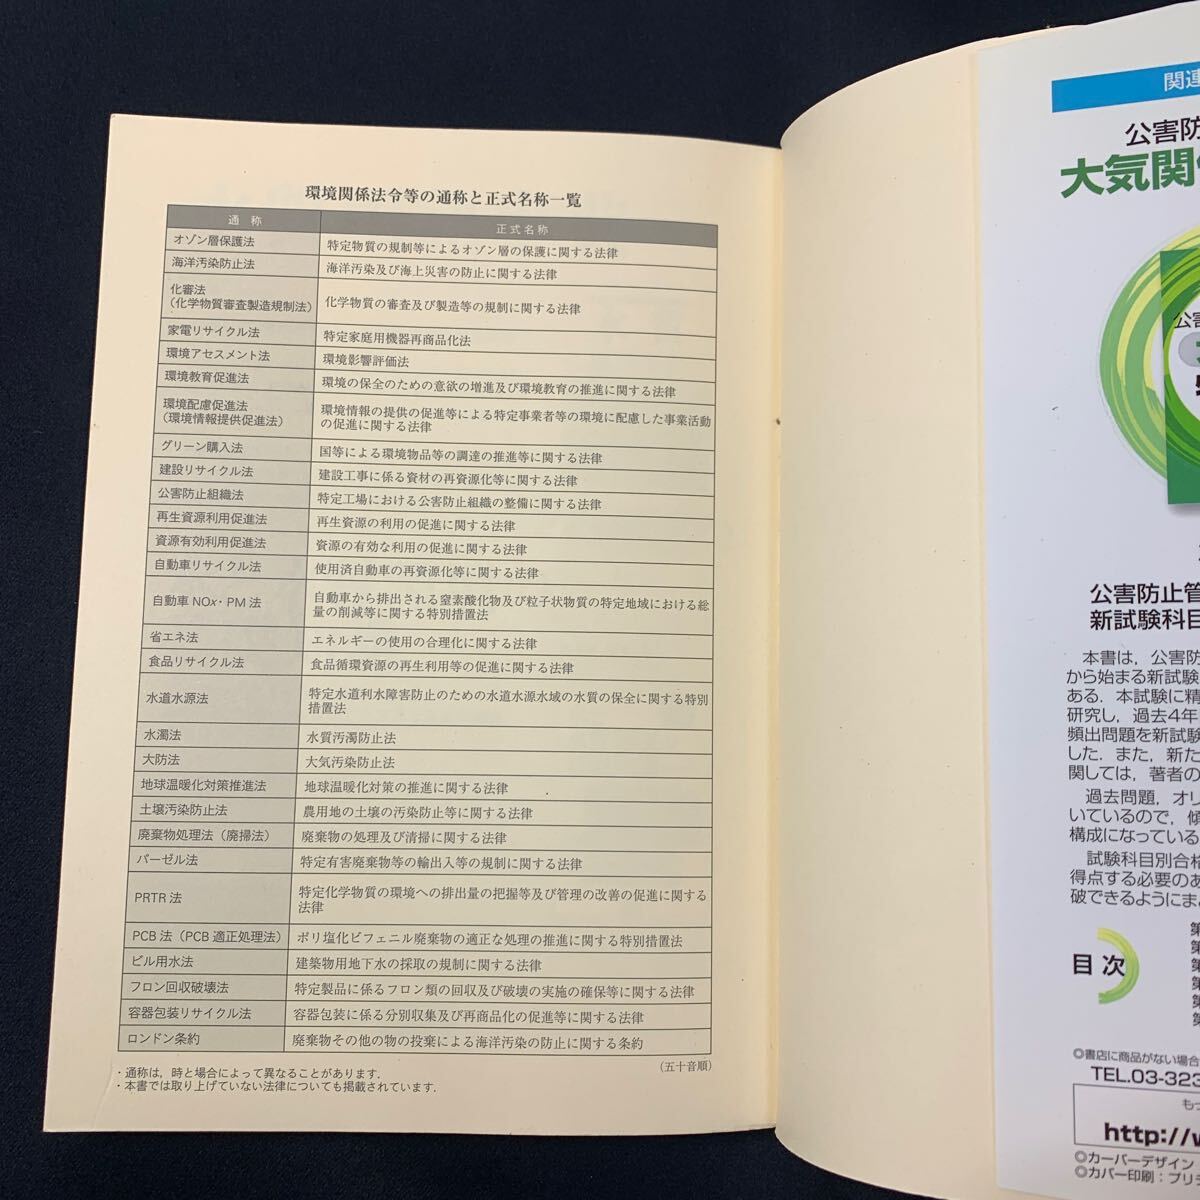 環境関係法令等の通称と正式名称一覧
通 称 正式名称
オゾン層保護法 特定物質の規制等によるオゾン層の保護に関する法律
海洋汚染防止法 海洋汚染及び海上災害の防止に関する法律
化審法
(化学物質審査製造規制法) 化学物質の審査及び製造等の規制に関する法律
家電リサイクル法 特定家庭用機器再商品化法
環境アセスメント法 環境影響評価法
環境教育促進法 環境の保全のための意欲の増進及び環境教育の推進に関する法律
環境配慮促進法
(環境情報提供促進法) 環境情報の提供の促進等による特定事業者等の環境に配慮した事業活動
の促進に関する法律
グリーン購入法 国等による環境物品等の調達の推進等に関する法律
建設リサイクル法 建設工事に係る資材の再資源化等に関する法律
公害防止組織法 特定工場における公害防止組織の整備に関する法律
再生資源利用促進法 再生資源の利用の促進に関する法律
資源有効利用促進法 資源の有効な利用の促進に関する法律
自動車リサイクル法 使用済自動車の再資源化等に関する法律
自動車 NOx・PM 法 自動車から排出される窒素酸化物及び粒子状物質の特定地域における総
量の削減等に関する特別措置法
省エネ法 エネルギーの使用の合理化に関する法律
食品リサイクル法 食品循環資源の再生利用等の促進に関する法律
水道水源法 特定水道利水障害防止のための水道水源水域の水質の保全に関する特別
措置法
水濁法 水質汚濁防止法
大防法 大気汚染防止法
地球温暖化対策推進法 地球温暖化対策の推進に関する法律
土壌汚染防止法 農用地の土壌の汚染防止等に関する法律
廃棄物処理法(廃掃法) 廃棄物の処理及び清掃に関する法律
バーゼル法 特定有害廃棄物等の輸出入等の規制に関する法律
PRTR 法 特定化学物質の環境への排出量の把握等及び管理の改善の促進に関する
法律
PCB 法(PCB 適正処理法) ポリ塩化ビフェニル廃棄物の適正な処理の推進に関する特別措置法
ビル用水法 建築物用地下水の採取の規制に関する法律
フロン回収破壊法 特定製品に係るフロン類の回収及び破壊の実施の確保等に関する法律
容器包装リサイクル法 容器包装に係る分別収集及び再商品化の促進等に関する法律
ロンドン条約 廃棄物その他の物の投棄による海洋汚染の防止に関する条約
(五十音順)
・通称は，時と場合によって異なることがあります．
・本書では取り上げていない法律についても掲載されています．
関連
公害防
大気関係
公害
公害防止管
新試験科目
本書は，公害防
から始まる新試験
ある．本試験に精
研究し，過去4年
頻出問題を新試験
した．また，新た
関しては，著者の
過去問題，オリ
いているので，傾
構成になっている
試験科目別合格
得点する必要のあ
破できるようにま
目 次
第
第
第
第
第
第
◎書店に商品がない場合
TEL.03-323
もっ
http://w
◎カバーデザイン
◎カバー印刷：プリ